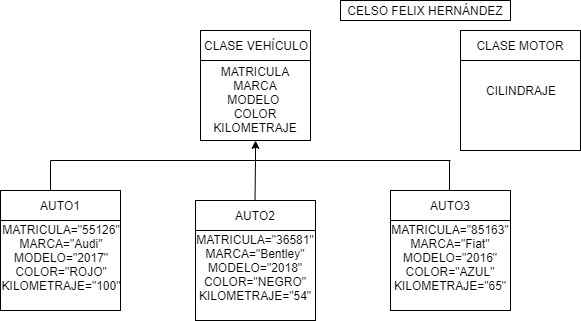 CELSO FELIX HERNÁNDEZ
CLASE VEHÍCULO
MATRICULA
MARCA
MODELO
COLOR
KILOMETRAJE
CLASE MOTOR
CILINDRAJE
AUTO1
MATRICULA="55126"
MARCA="Audi"
MODELO="2017"
COLOR="ROJO"
KILOMETRAJE="100"
AUTO2
MATRICULA="36581"
MARCA="Bentley"
MODELO="2018"
COLOR="NEGRO"
KILOMETRAJE="54"
AUTO3
MATRICULA="85163"
MARCA="Fiat"
MODELO="2016"
COLOR="AZUL"
KILOMETRAJE="65"